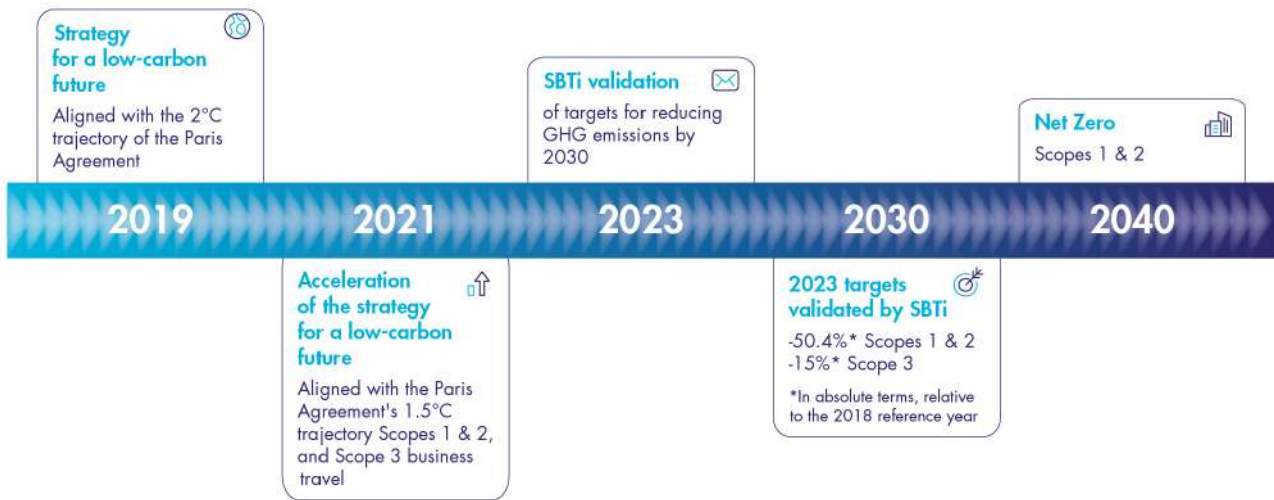 Strategy
for a low-carbon
future
Aligned with the 2°C
trajectory of the Paris
Agreement
SBTi validation
of targets for reducing
GHG emissions by
2030
Net Zero
Scopes 1 & 2
2019
2021
2023
2030
2040
Acceleration
of the strategy
for a low-carbon
future
Aligned with the Paris
Agreement's 1.5°C
trajectory Scopes 1 & 2,
and Scope 3 business
travel
2023 targets
validated by SBTi
-50.4%* Scopes 1 & 2
-15%* Scope 3
*In absolute terms, relative
to the 2018 reference year